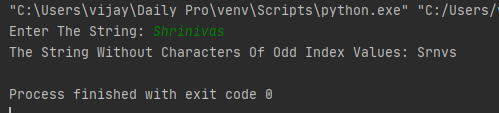 "C:\Users\vijay\Daily Pro\venv\Scripts\python.exe" "C:/Users/
Enter The String: Shrinivas
The String Without Characters Of Odd Index Values: Srnvs
Process finished with exit code 0